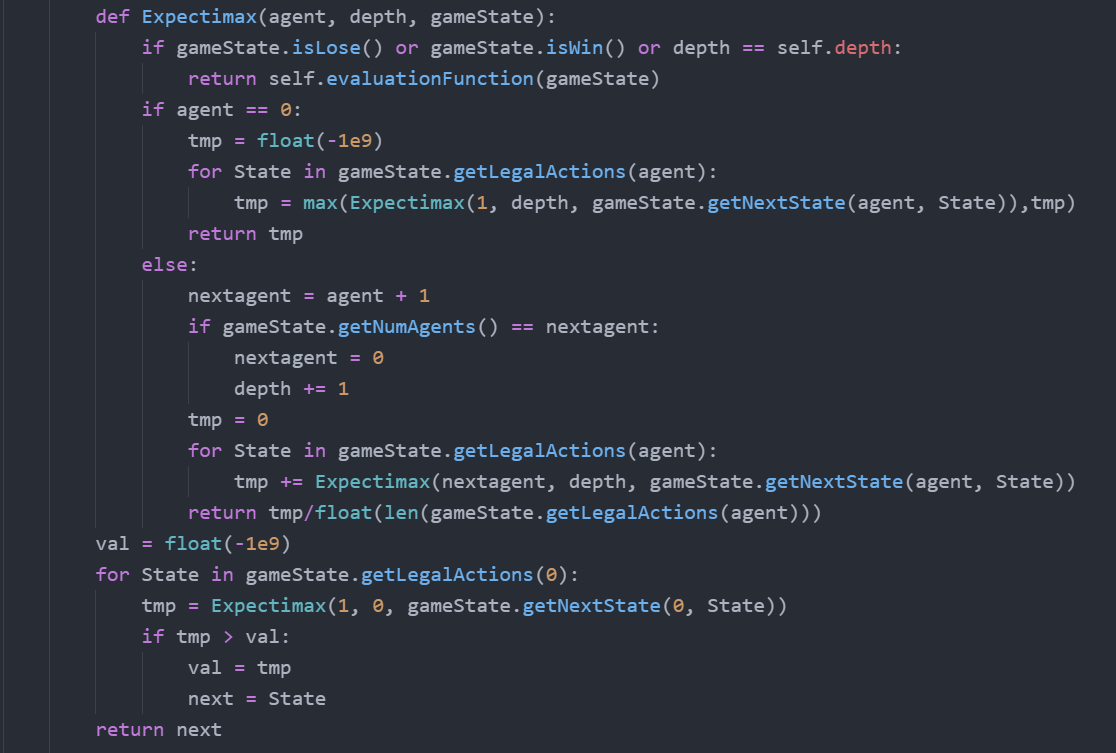 def Expectimax(agent, depth, gameState):
    if gameState.isLose() or gameState.isWin() or depth == self.depth:
        return self.evaluationFunction(gameState)
    if agent == 0:
        tmp = float(-1e9)
        for State in gameState.getLegalActions(agent):
            tmp = max(Expectimax(1, depth, gameState.getNextState(agent, State)),tmp)
        return tmp
    else:
        nextagent = agent + 1
        if gameState.getNumAgents() == nextagent:
            nextagent = 0
            depth += 1
        tmp = 0
        for State in gameState.getLegalActions(agent):
            tmp += Expectimax(nextagent, depth, gameState.getNextState(agent, State))
        return tmp/float(len(gameState.getLegalActions(agent)))
val = float(-1e9)
for State in gameState.getLegalActions(0):
    tmp = Expectimax(1, 0, gameState.getNextState(0, State))
    if tmp > val:
        val = tmp
        next = State
return next